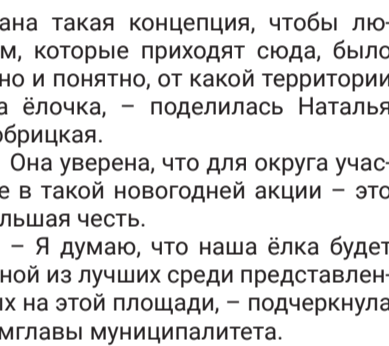 ана такая концепция, чтобы лю-
м, которые приходят сюда, было
но и понятно, от какой территории
а ёлочка, – поделилась Наталья
обрицкая.
Она уверена, что для округа учас-
е в такой новогодней акции – это
льшая честь.
– Я думаю, что наша ёлка будет
ной из лучших среди представлен-
ых на этой площади, – подчеркнула
мглавы муниципалитета.